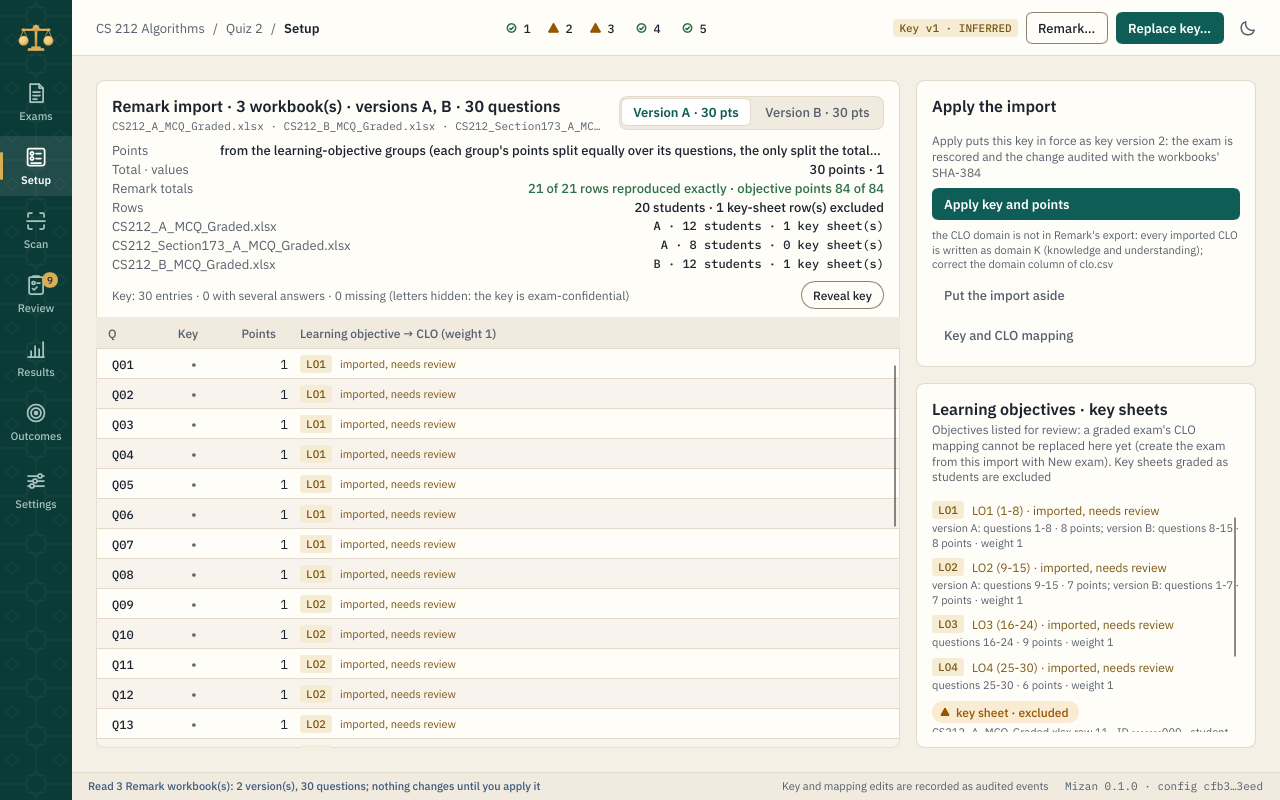 CS 212 Algorithms / Quiz 2 / Setup
1 2 3 4 5
Key v1 · INFERRED
Remark...
Replace key...
Exams
Setup
Scan
9
Review
Results
Outcomes
Settings
Remark import · 3 workbook(s) · versions A, B · 30 questions
CS212_A_MCQ_Graded.xlsx · CS212_B_MCQ_Graded.xlsx · CS212_Section173_A_MC…
Version A · 30 pts
Version B · 30 pts
Points from the learning-objective groups (each group's points split equally over its questions, the only split the total…
Total · values 30 points · 1
Remark totals 21 of 21 rows reproduced exactly · objective points 84 of 84
Rows 20 students · 1 key-sheet row(s) excluded
CS212_A_MCQ_Graded.xlsx A · 12 students · 1 key sheet(s)
CS212_Section173_A_MCQ_Graded.xlsx A · 8 students · 0 key sheet(s)
CS212_B_MCQ_Graded.xlsx B · 12 students · 1 key sheet(s)
Key: 30 entries · 0 with several answers · 0 missing (letters hidden: the key is exam-confidential)
Reveal key
Q Key Points Learning objective → CLO (weight 1)
Q01 • 1 LO1 imported, needs review
Q02 • 1 LO1 imported, needs review
Q03 • 1 LO1 imported, needs review
Q04 • 1 LO1 imported, needs review
Q05 • 1 LO1 imported, needs review
Q06 • 1 LO1 imported, needs review
Q07 • 1 LO1 imported, needs review
Q08 • 1 LO1 imported, needs review
Q09 • 1 LO2 imported, needs review
Q10 • 1 LO2 imported, needs review
Q11 • 1 LO2 imported, needs review
Q12 • 1 LO2 imported, needs review
Q13 • 1 LO2 imported, needs review
Apply the import
Apply puts this key in force as key version 2: the exam is
rescored and the change audited with the workbooks'
SHA-384
Apply key and points
the CLO domain is not in Remark's export: every imported CLO
is written as domain K (knowledge and understanding);
correct the domain column of clo.csv
Put the import aside
Key and CLO mapping
Learning objectives · key sheets
Objectives listed for review: a graded exam's CLO
mapping cannot be replaced here yet (create the exam
from this import with New exam). Key sheets graded as
students are excluded
LO1 LO1 (1-8) · imported, needs review
version A: questions 1-8 · 8 points; version B: questions 8-15 ·
8 points · weight 1
LO2 LO2 (9-15) · imported, needs review
version A: questions 9-15 · 7 points; version B: questions 1-7 ·
7 points · weight 1
LO3 LO3 (16-24) · imported, needs review
questions 16-24 · 9 points · weight 1
LO4 LO4 (25-30) · imported, needs review
questions 25-30 · 6 points · weight 1
key sheet · excluded
Read 3 Remark workbook(s): 2 version(s), 30 questions; nothing changes until you apply it
Key and mapping edits are recorded as audited events
Mizan 0.1.0 · config cfb3…3eed